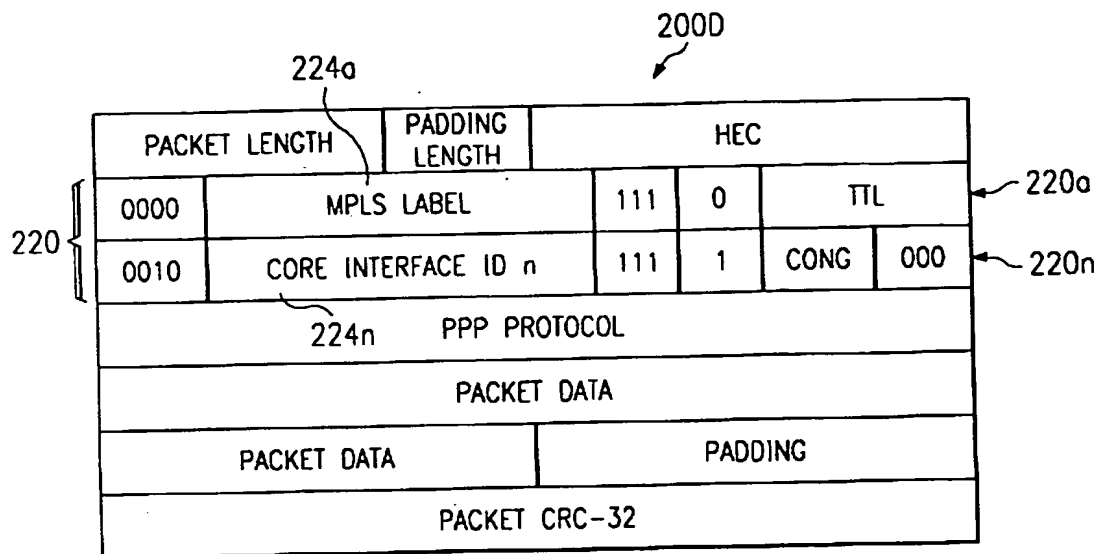 200D
224a
PACKET LENGTH PADDING LENGTH HEC
220
0000 MPLS LABEL 111 0 TTL 220a
0010 CORE INTERFACE ID n 111 1 CONG 000 220n
224n
PPP PROTOCOL
PACKET DATA
PACKET DATA PADDING
PACKET CRC-32